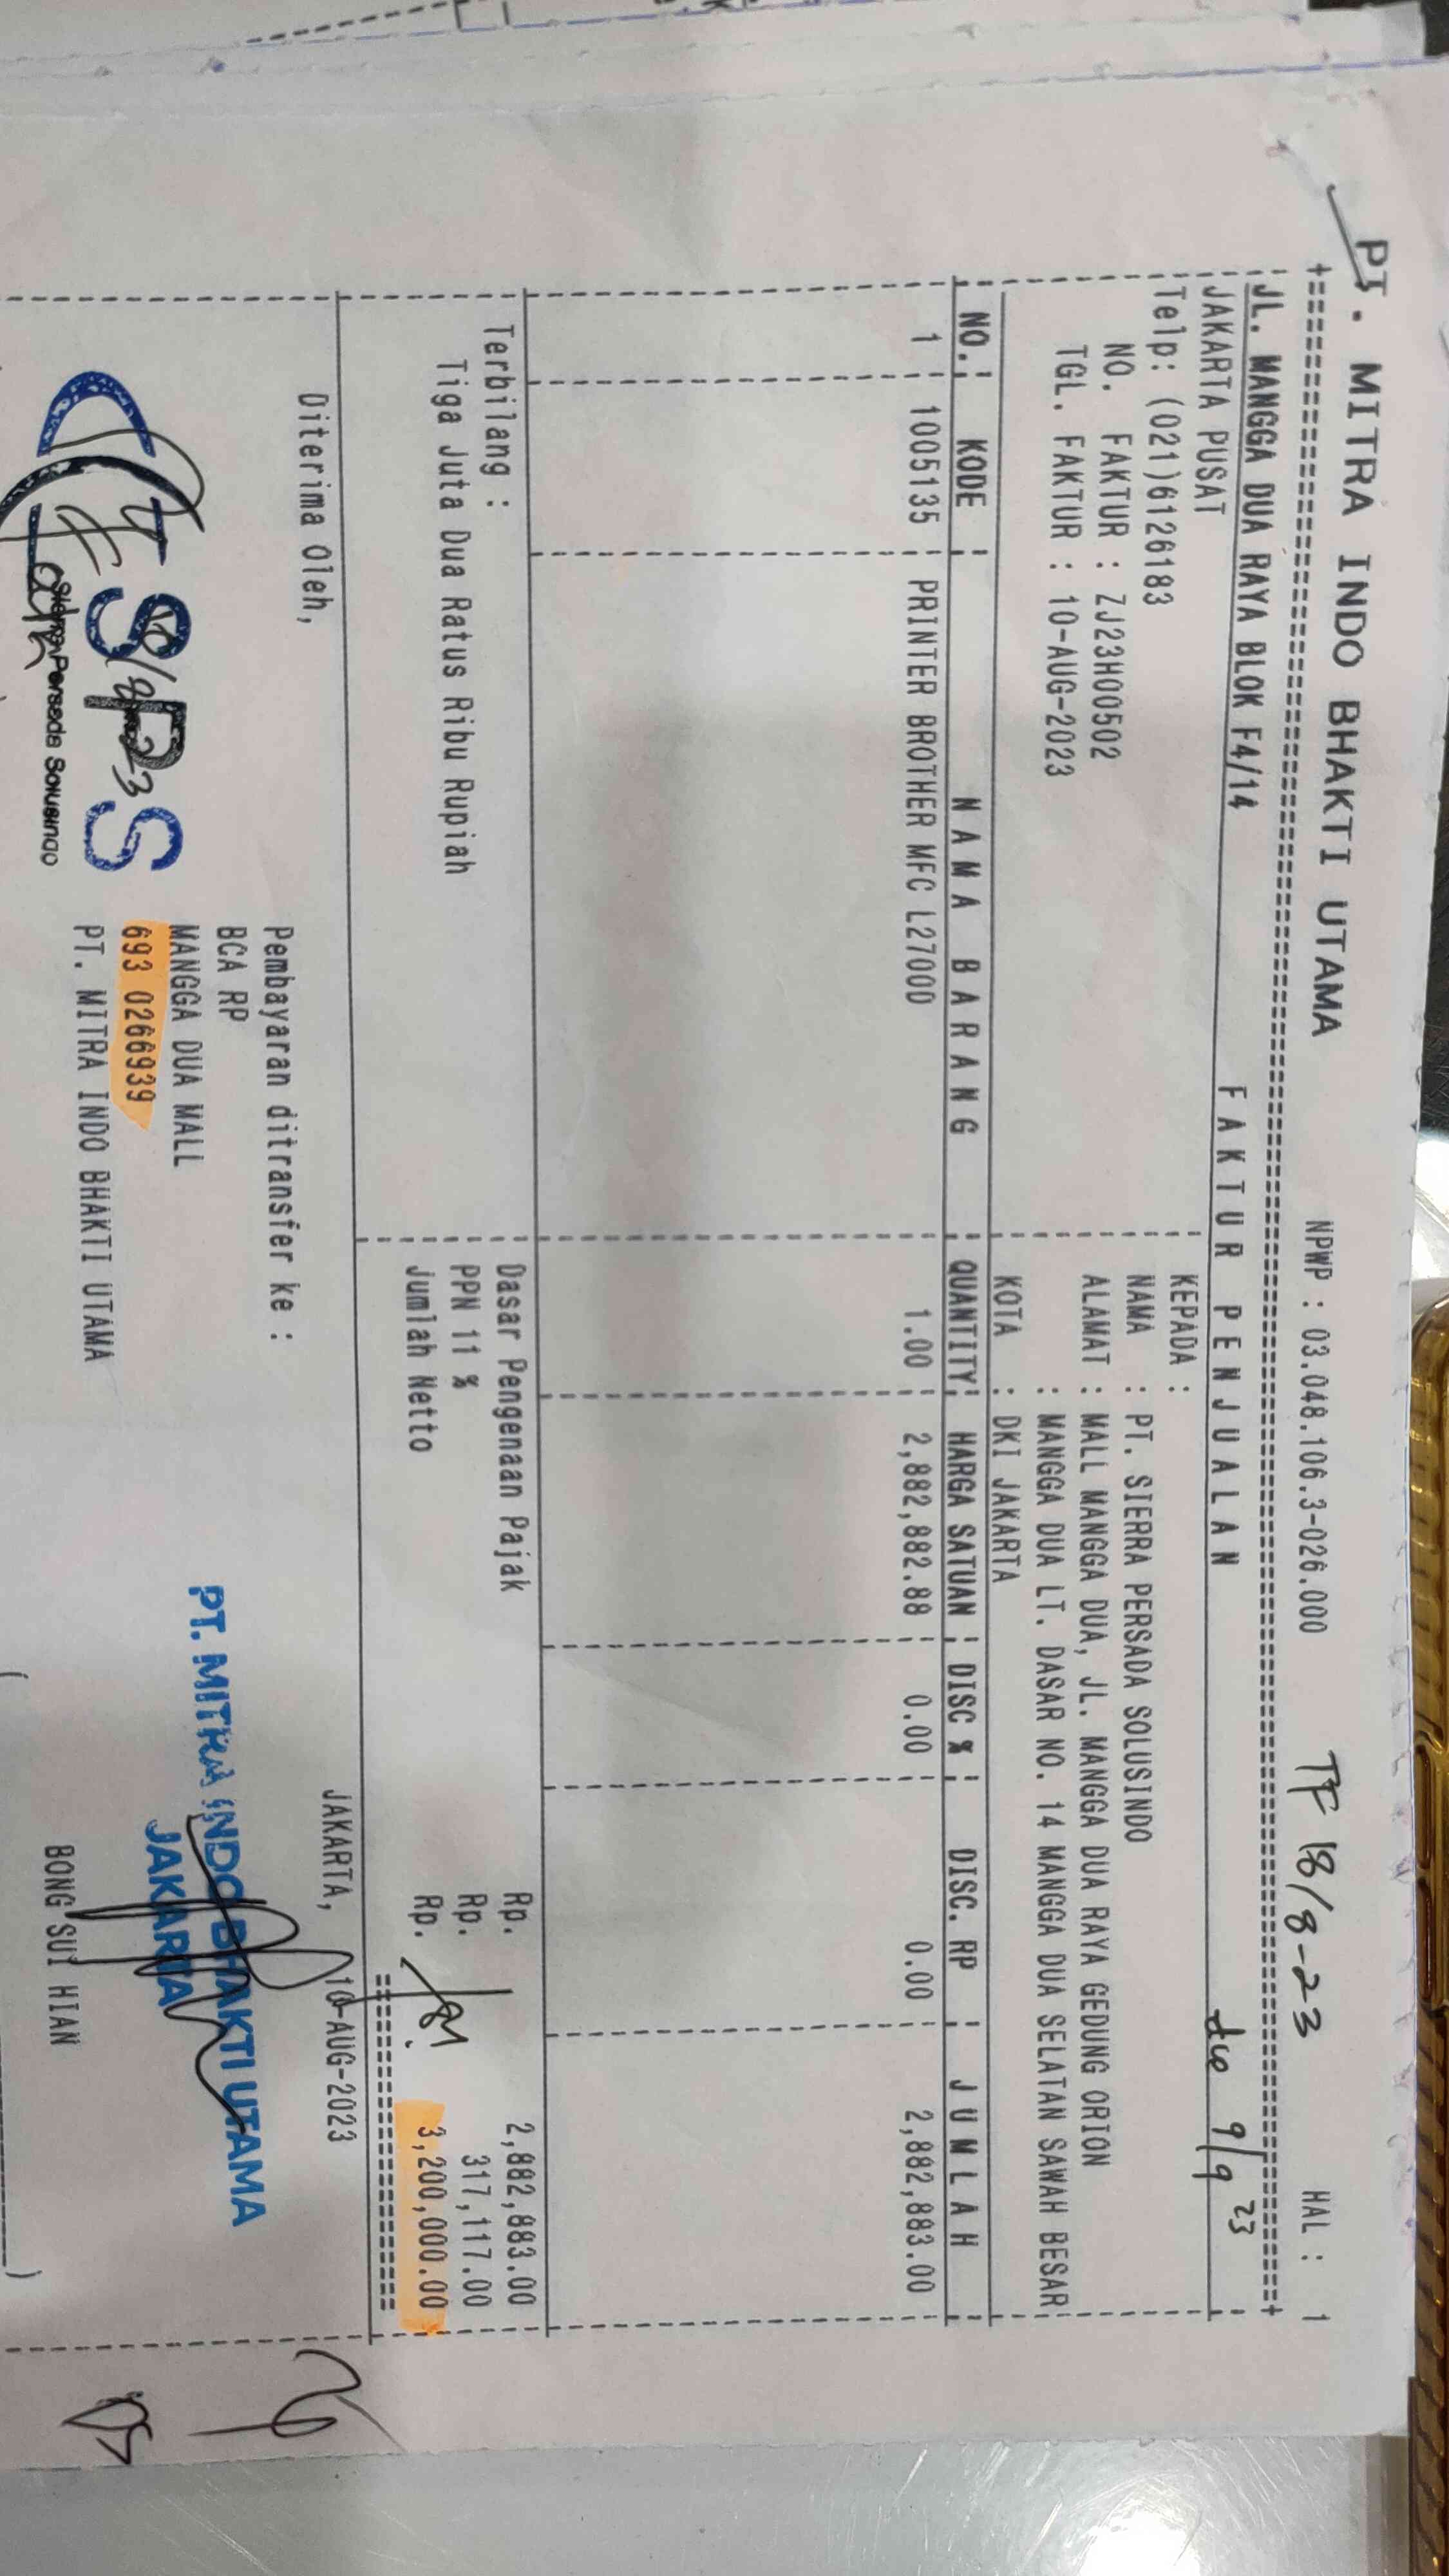 PT. MITRA INDO BHAKTI UTAMA NPWP : 03.048.106.3-026.000 TF 18/8-23 HAL : 1
JL. MANGGA DUA RAYA BLOK F4/14 F A K T U R P E N J U A L A N 9/9 23
JAKARTA PUSAT KEPADA :
Telp: (021)6126183 NAMA : PT. SIERRA PERSADA SOLUSINDO
NO. FAKTUR : ZJ23H00502 ALAMAT : MALL MANGGA DUA, JL. MANGGA DUA RAYA GEDUNG ORION
TGL. FAKTUR : 10-AUG-2023 : MANGGA DUA LT. DASAR NO. 14 MANGGA DUA SELATAN SAWAH BESAR
KOTA : DKI JAKARTA
NO. KODE N A M A B A R A N G QUANTITY HARGA SATUAN DISC % DISC. RP J U M L A H
1 1005135 PRINTER BROTHER MFC L2700D 1.00 2,882,882.88 0.00 0.00 2,882,883.00
Terbilang : Dasar Pengenaan Pajak Rp. 2,882,883.00
Tiga Juta Dua Ratus Ribu Rupiah PPN 11 % Rp. 317,117.00
Jumlah Netto Rp. 3,200,000.00
JAKARTA, 10-AUG-2023
Diterima Oleh, Pembayaran ditransfer ke :
BCA RP
MANGGA DUA MALL
693 0266939
PT. MITRA INDO BHAKTI UTAMA
SPS
Persada Solusindo
PT. MITRA INDO BHAKTI UTAMA
JAKARTA
BONG SUI HIAN